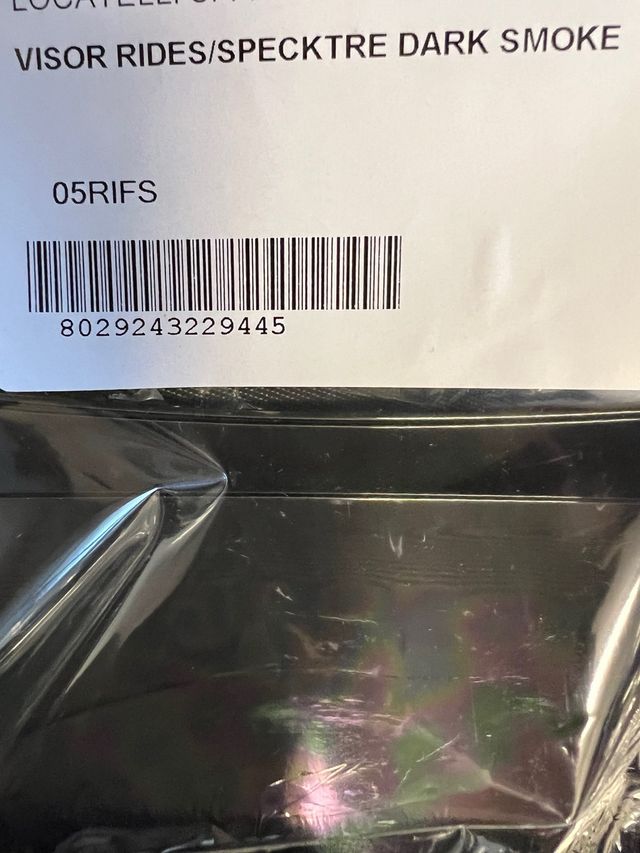 VISOR RIDES/SPECKTRE DARK SMOKE
05RIFS
8029243229445